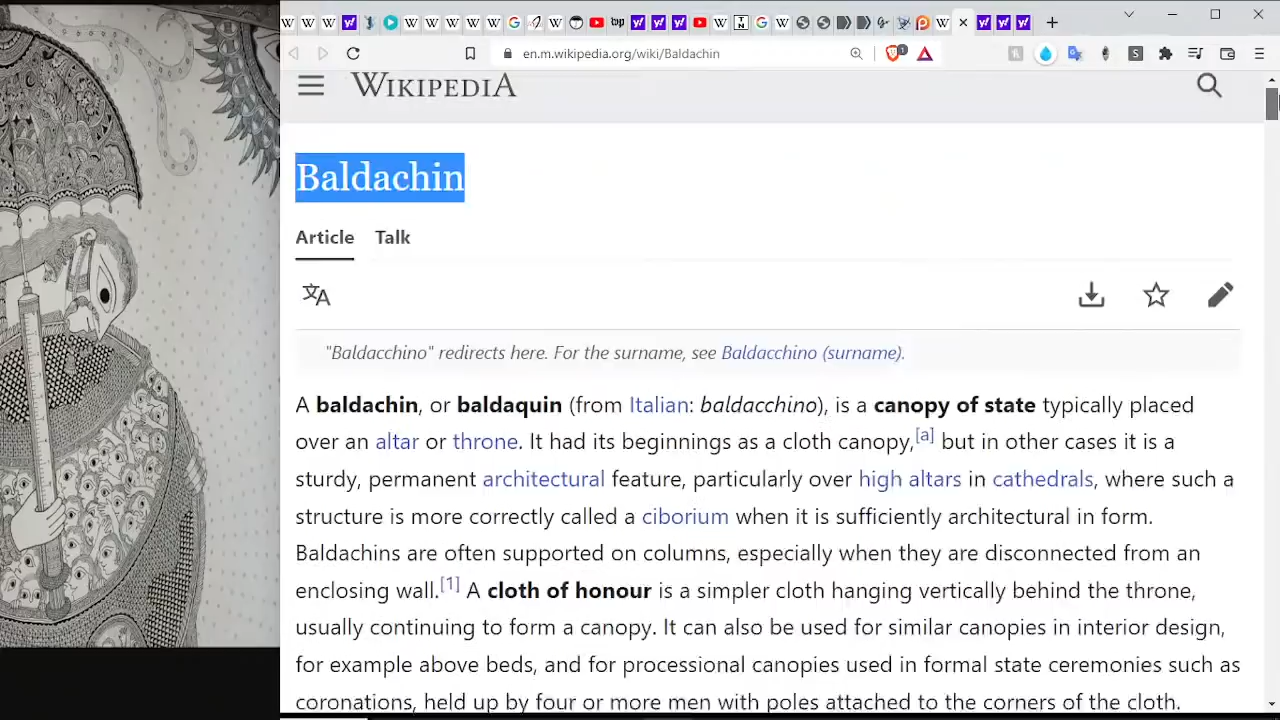 en.m.wikipedia.org/wiki/Baldachin
WIKIPEDIA
Baldachin
Article Talk
"Baldacchino" redirects here. For the surname, see Baldacchino (surname).
A baldachin, or baldaquin (from Italian: baldacchino), is a canopy of state typically placed
over an altar or throne. It had its beginnings as a cloth canopy,[a] but in other cases it is a
sturdy, permanent architectural feature, particularly over high altars in cathedrals, where such a
structure is more correctly called a ciborium when it is sufficiently architectural in form.
Baldachins are often supported on columns, especially when they are disconnected from an
enclosing wall.[1] A cloth of honour is a simpler cloth hanging vertically behind the throne,
usually continuing to form a canopy. It can also be used for similar canopies in interior design,
for example above beds, and for processional canopies used in formal state ceremonies such as
coronations, held up by four or more men with poles attached to the corners of the cloth.